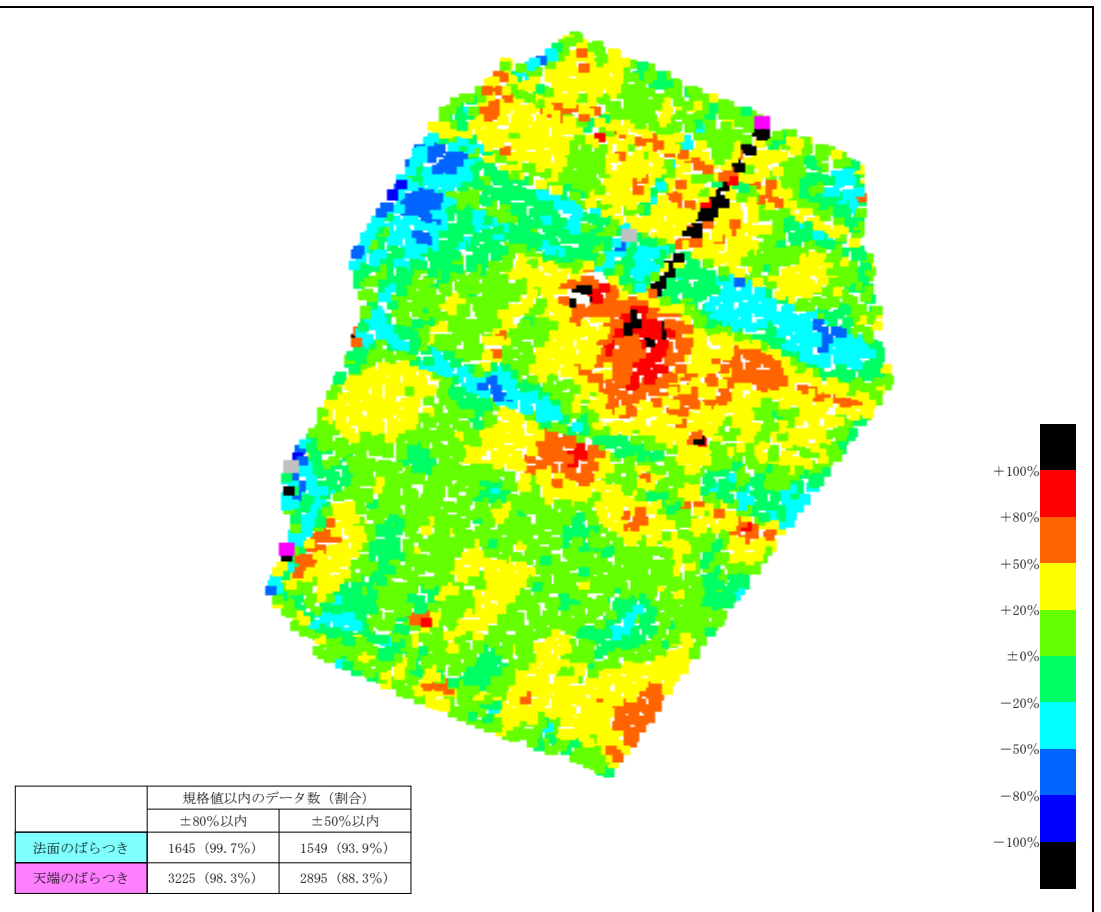 +100%
+80%
+50%
+20%
±0%
−20%
−50%
−80%
−100%
規格値以内のデータ数（割合）
±80%以内 ±50%以内
法面のばらつき 1645（99.7%） 1549（93.9%）
天端のばらつき 3225（98.3%） 2895（88.3%）